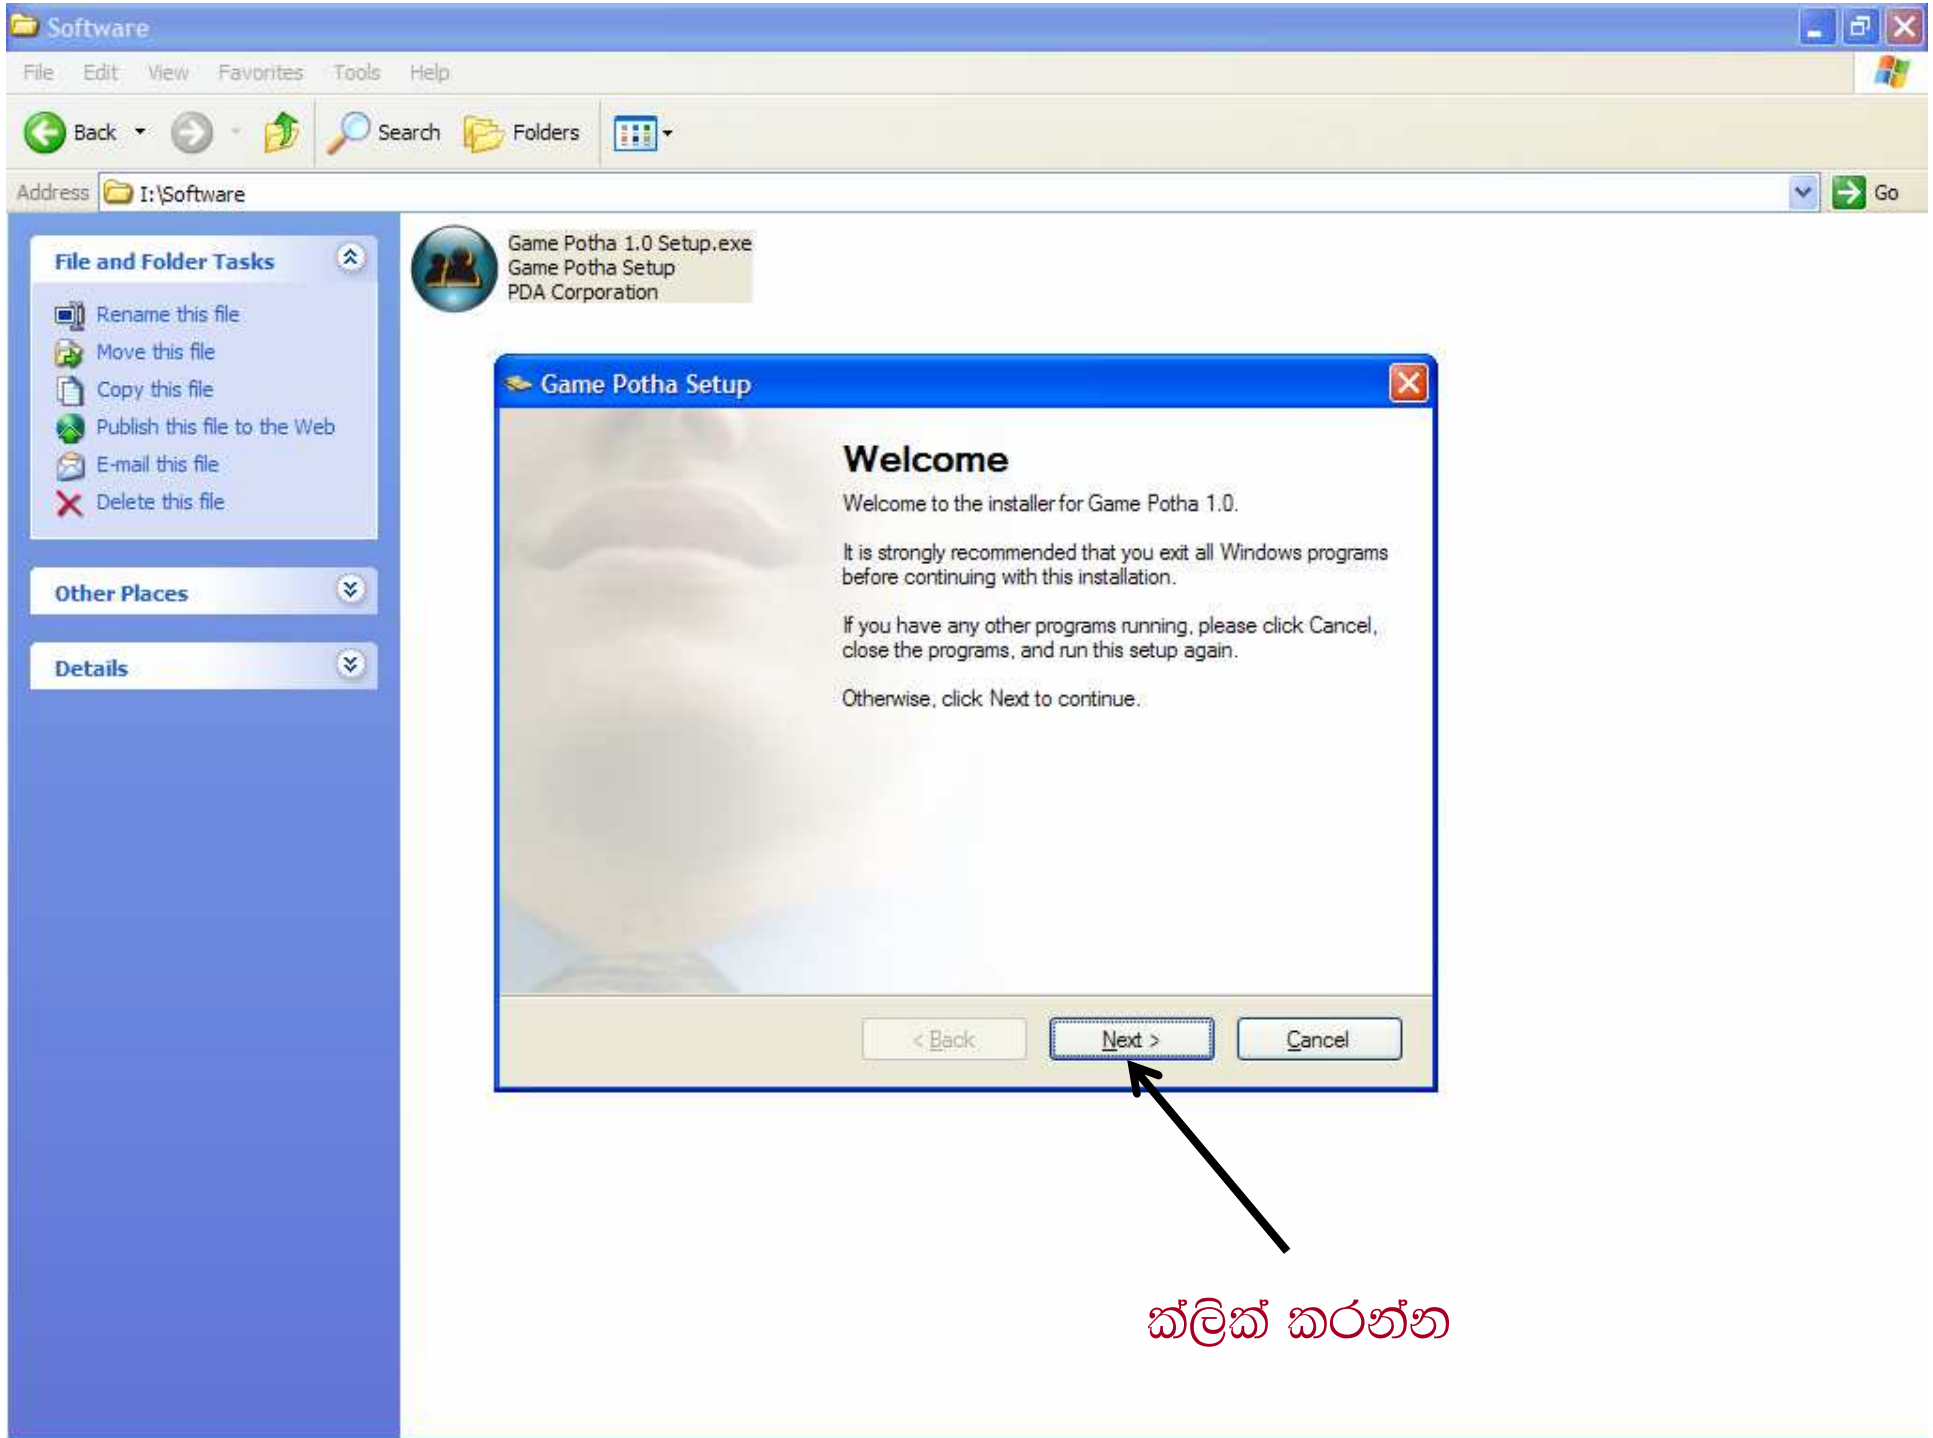 Software
File Edit View Favorites Tools Help
Back Search Folders
Address I:\Software Go
File and Folder Tasks
Rename this file
Move this file
Copy this file
Publish this file to the Web
E-mail this file
Delete this file
Other Places
Details
Game Potha 1.0 Setup.exe
Game Potha Setup
PDA Corporation
Game Potha Setup
Welcome
Welcome to the installer for Game Potha 1.0.
It is strongly recommended that you exit all Windows programs
before continuing with this installation.
If you have any other programs running, please click Cancel,
close the programs, and run this setup again.
Otherwise, click Next to continue.
< Back Next > Cancel
ක්ලික් කරන්න